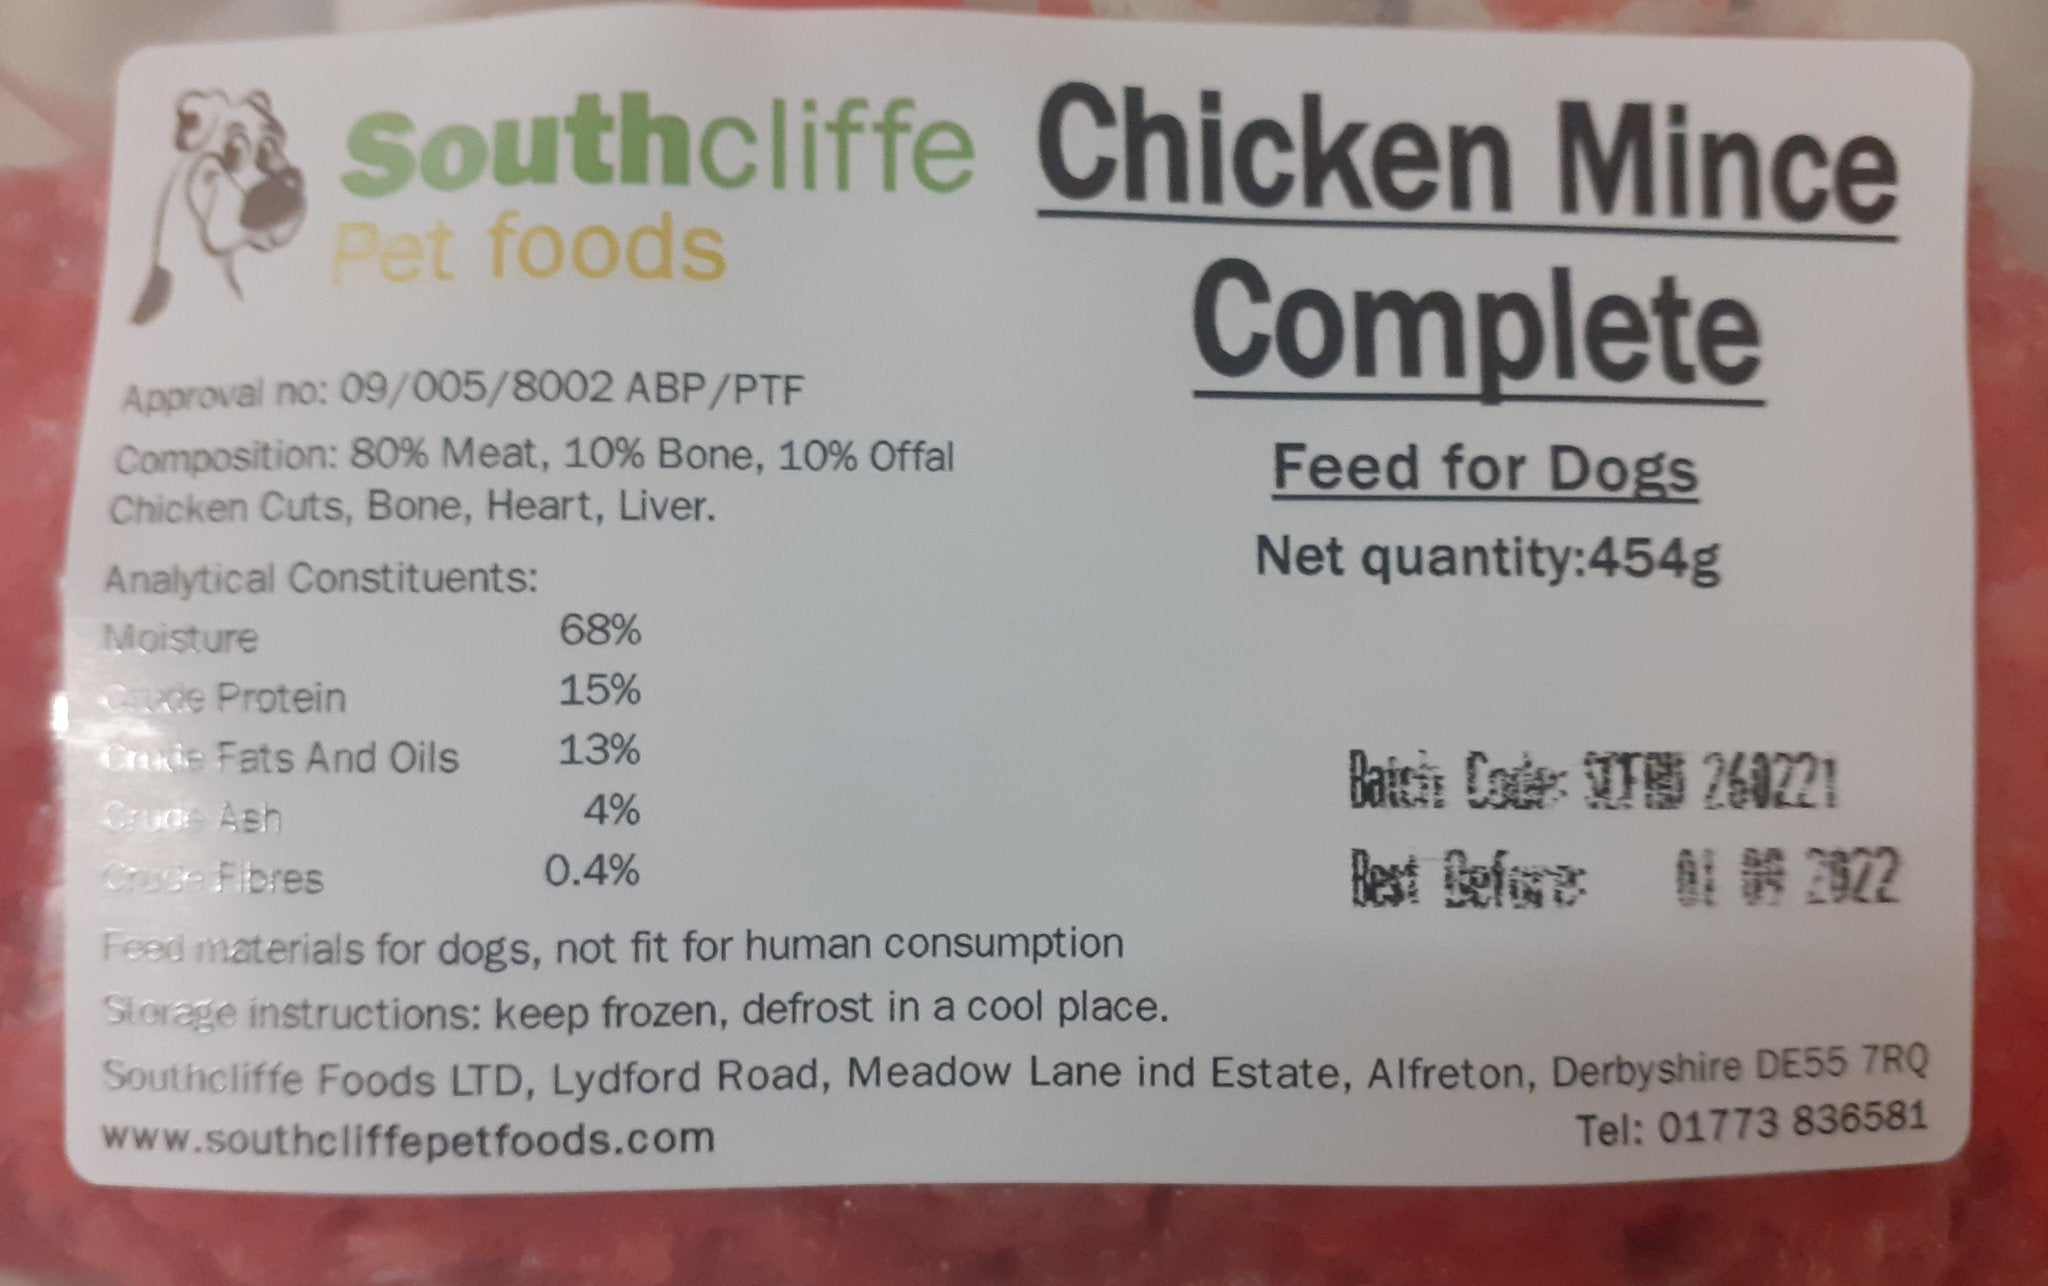 Southcliffe
Pet foods
Chicken Mince
Complete
Feed for Dogs
Net quantity:454g
Approval no: 09/005/8002 ABP/PTF
Composition: 80% Meat, 10% Bone, 10% Offal
Chicken Cuts, Bone, Heart, Liver.
Analytical Constituents:
Moisture 68%
Crude Protein 15%
Crude Fats And Oils 13%
Crude Ash 4%
Crude Fibres 0.4%
Batch Code: 260221
Best Before: 2022
Feed materials for dogs, not fit for human consumption
Storage instructions: keep frozen, defrost in a cool place.
Southcliffe Foods LTD, Lydford Road, Meadow Lane ind Estate, Alfreton, Derbyshire DE55 7RQ
www.southcliffepetfoods.com
Tel: 01773 836581